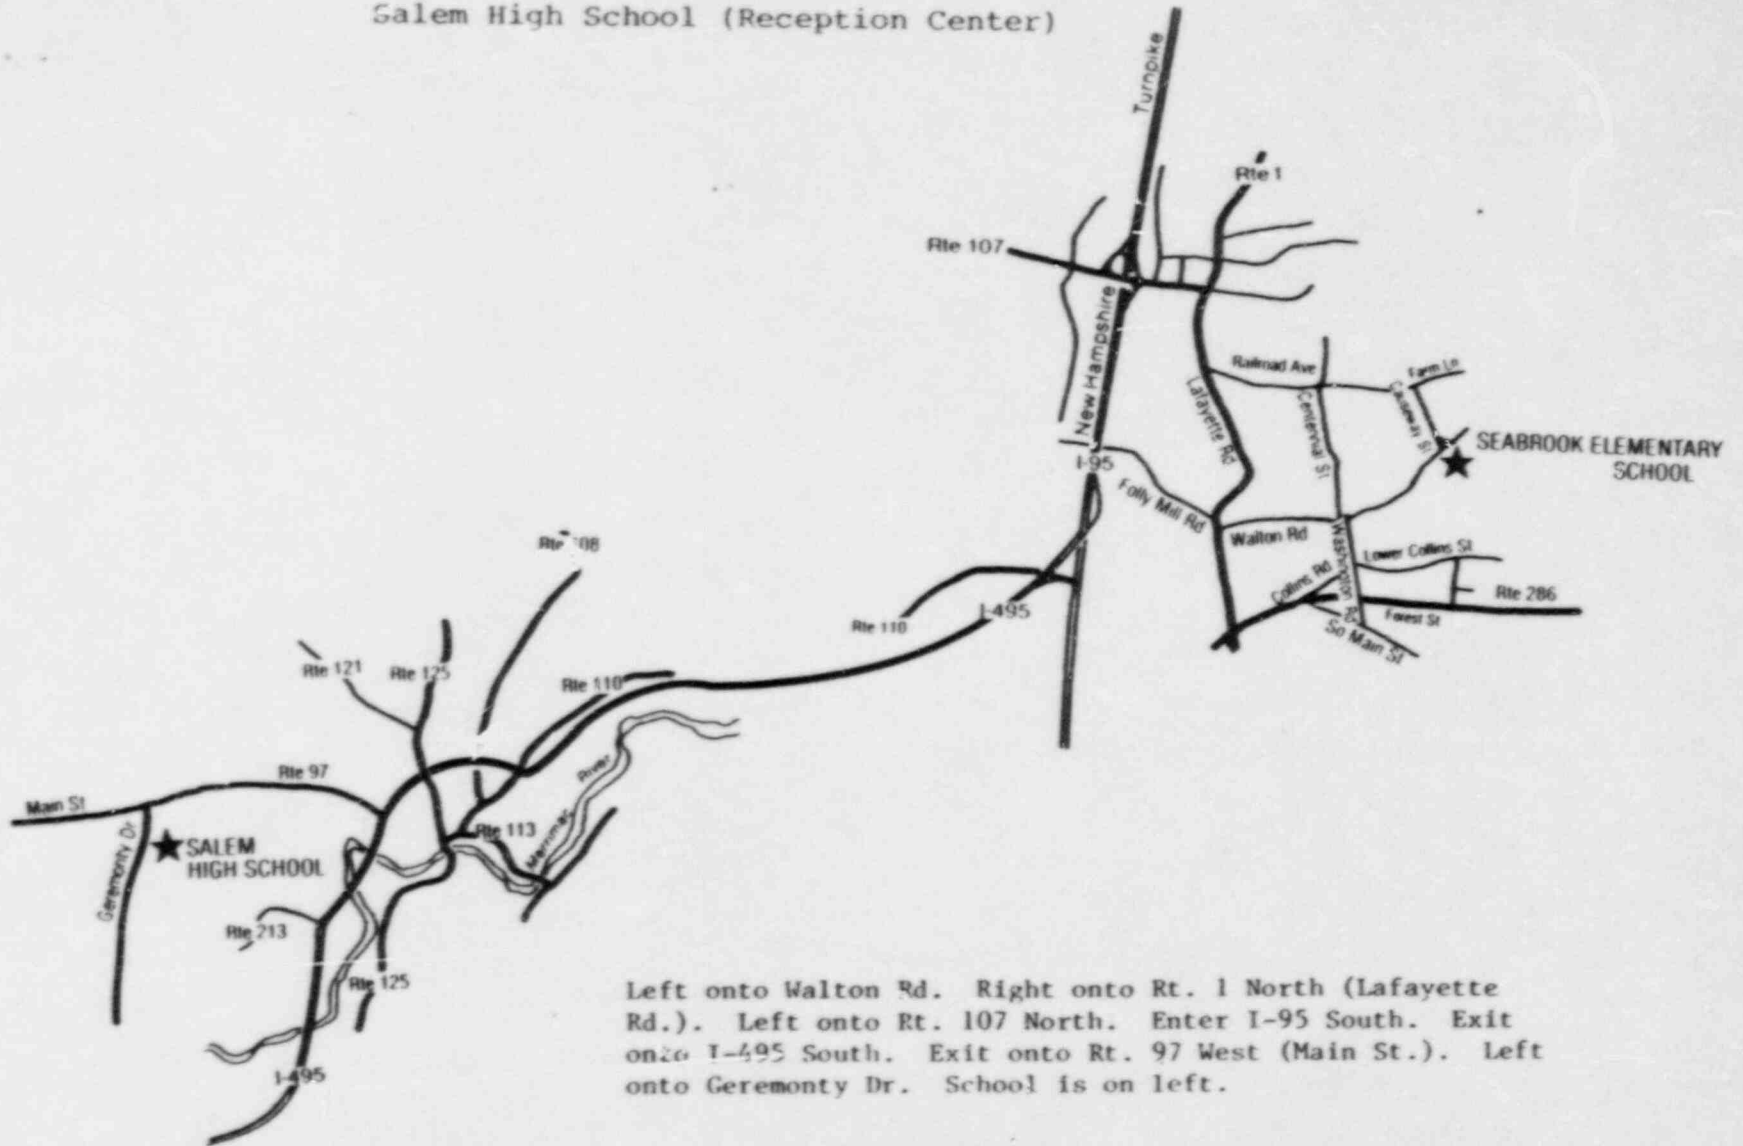 Salem High School (Reception Center)
Turnpike
Rte 1
Rte 107
New Hampshire
Railroad Ave
Farm Ln
Lafayette Rd
Centennial St
Causeway St
SEABROOK ELEMENTARY
SCHOOL
I-95
Folly Mill Rd
Walton Rd
Washington Rd
Lower Collins St
Collins Rd
Rte 286
Forest St
So Main St
Rte 108
I-495
Rte 110
Rte 121
Rte 125
Rte 110
River
Rte 97
Main St
Rte 113
Merrimac
SALEM
HIGH SCHOOL
Geremonty Dr
Rte 213
Rte 125
I-495
Left onto Walton Rd. Right onto Rt. 1 North (Lafayette
Rd.). Left onto Rt. 107 North. Enter I-95 South. Exit
onto I-495 South. Exit onto Rt. 97 West (Main St.). Left
onto Geremonty Dr. School is on left.